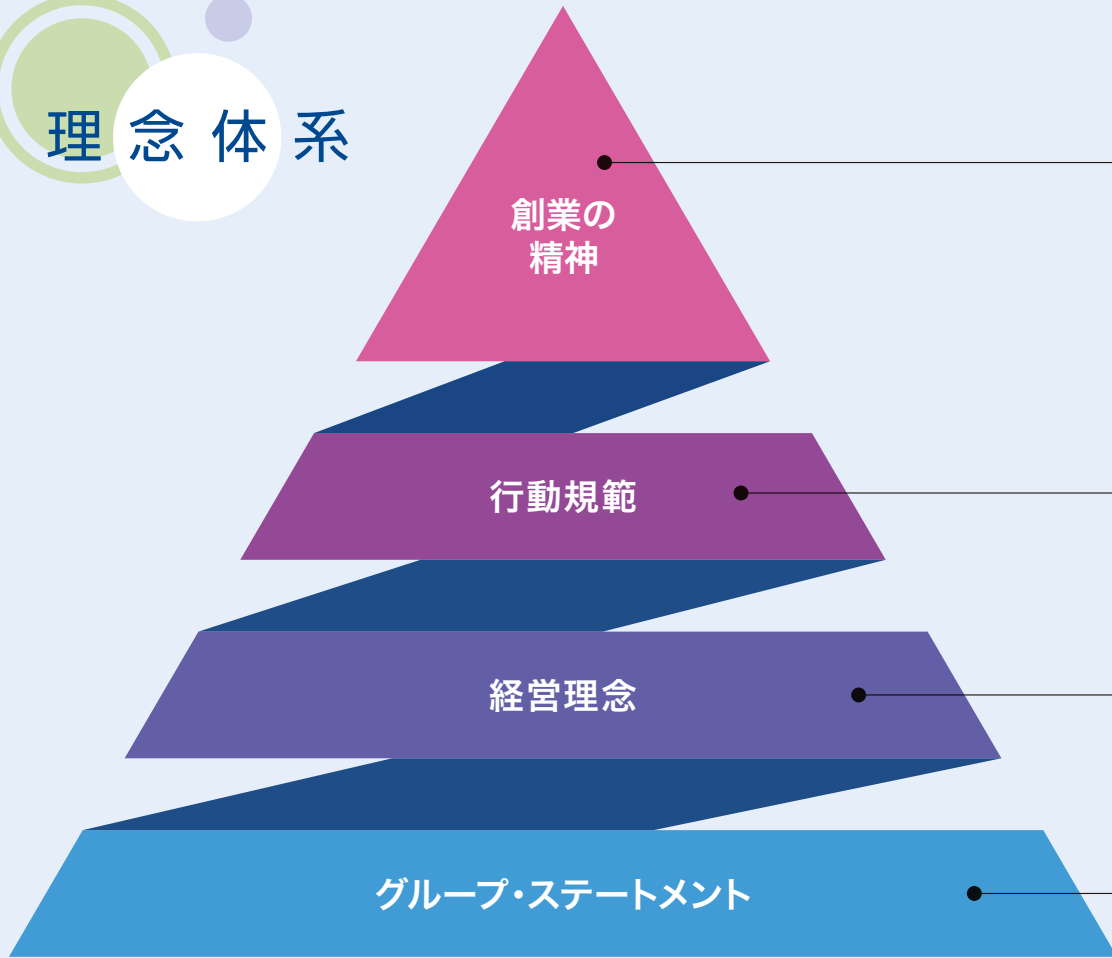 理念体系
創業の
精神
行動規範
経営理念
グループ・ステートメント